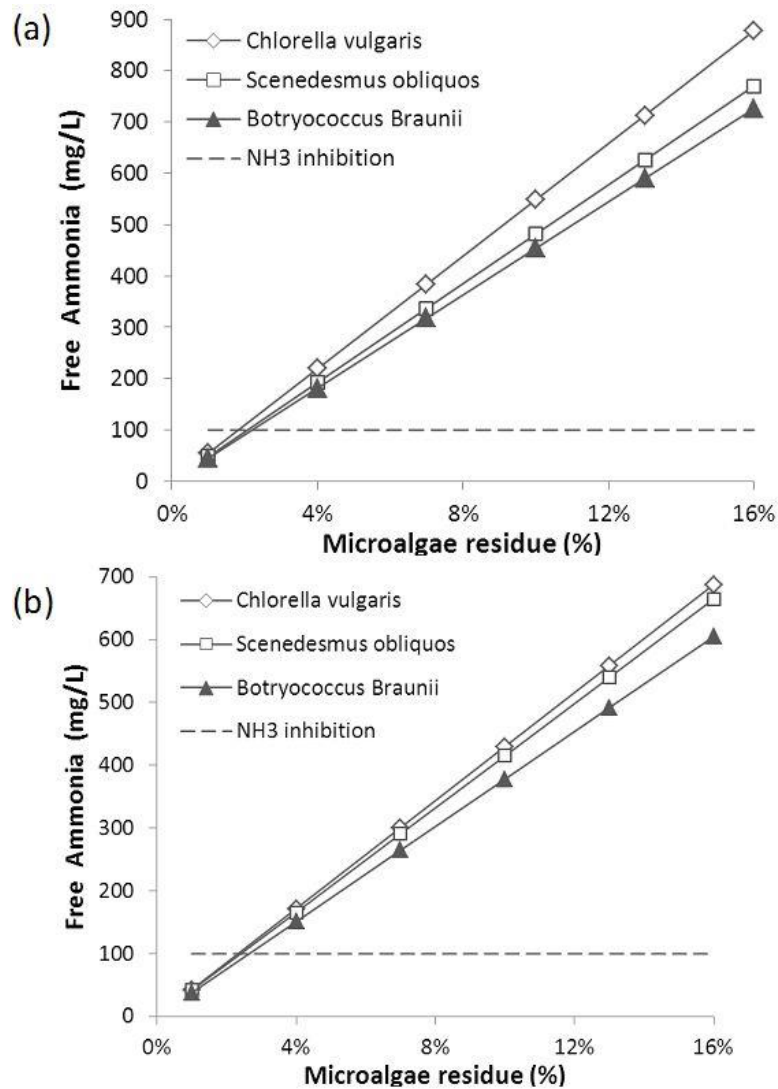 (a)
900
800
700
600
500
400
300
200
100
0
Free Ammonia (mg/L)
Chlorella vulgaris
Scenedesmus obliquos
Botryococcus Braunii
NH3 inhibition
0% 4% 8% 12% 16%
Microalgae residue (%)
(b)
700
600
500
400
300
200
100
0
Free Ammonia (mg/L)
Chlorella vulgaris
Scenedesmus obliquos
Botryococcus Braunii
NH3 inhibition
0% 4% 8% 12% 16%
Microalgae residue (%)